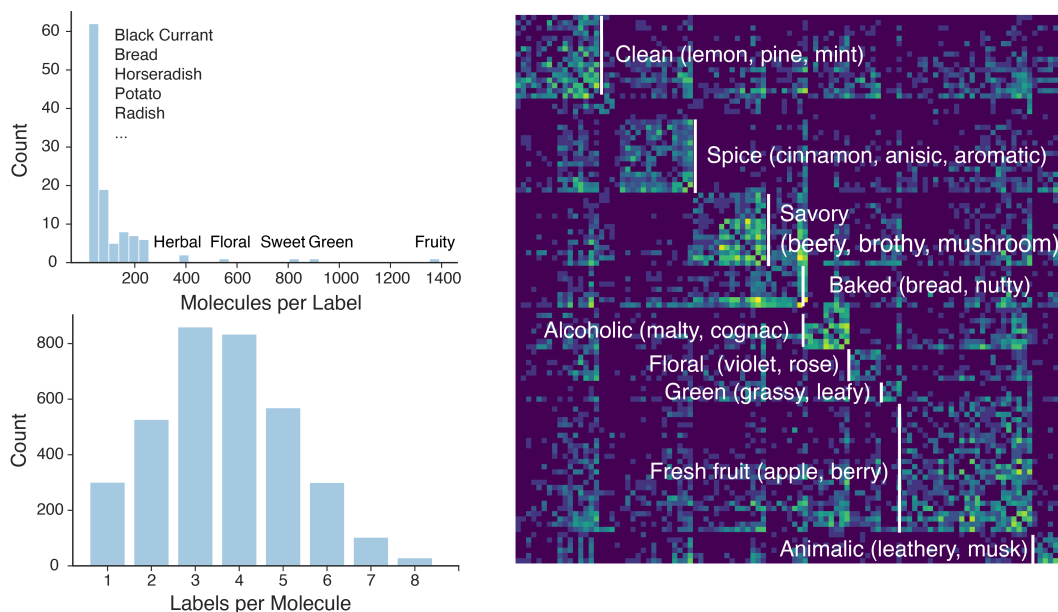 60
50
40
30
20
10
0
Count
Black Currant
Bread
Horseradish
Potato
Radish
...
Herbal
Floral
Sweet
Green
Fruity
200
400
600
800
1000
1200
1400
Molecules per Label
800
600
400
200
0
Count
1
2
3
4
5
6
7
8
Labels per Molecule
Clean (lemon, pine, mint)
Spice (cinnamon, anisic, aromatic)
Savory
(beefy, brothy, mushroom)
Baked (bread, nutty)
Alcoholic (malty, cognac)
Floral (violet, rose)
Green (grassy, leafy)
Fresh fruit (apple, berry)
Animalic (leathery, musk)